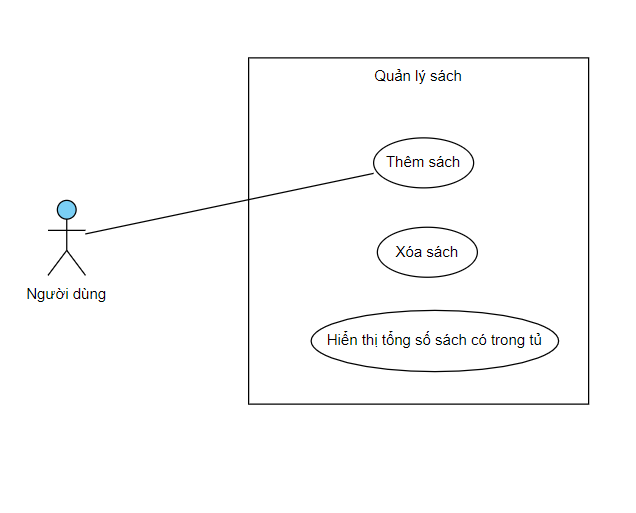 Quản lý sách
Thêm sách
Xóa sách
Người dùng
Hiển thị tổng số sách có trong tủ